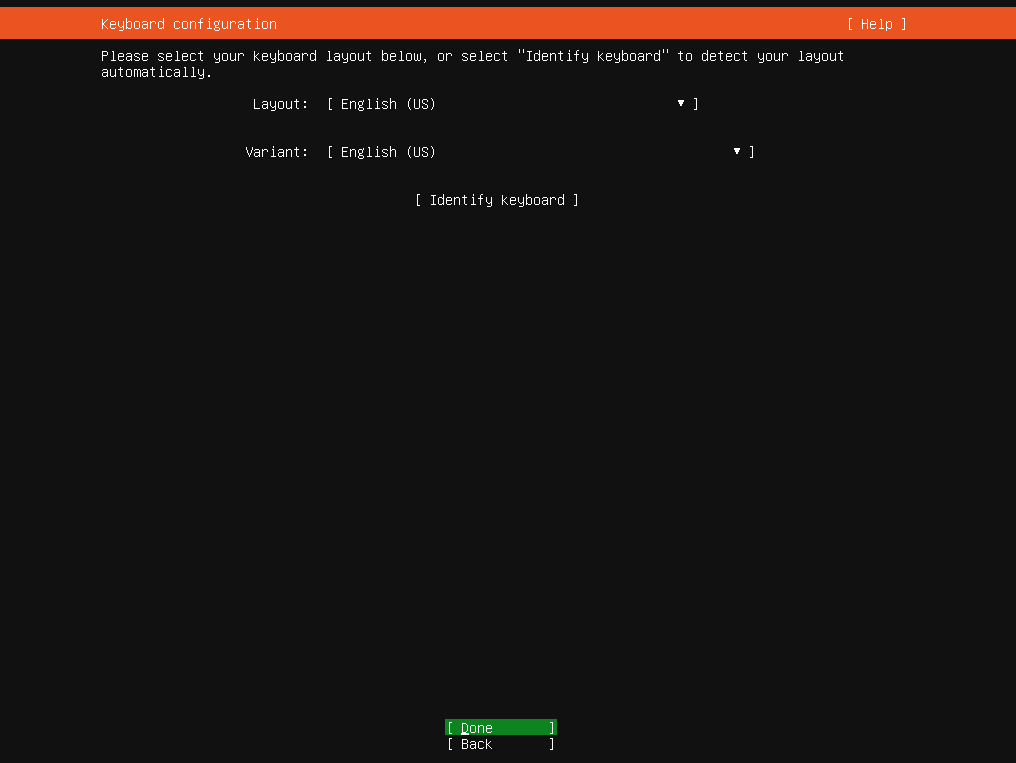 Keyboard configuration [ Help ]
Please select your keyboard layout below, or select "Identify keyboard" to detect your layout
automatically.
Layout: [ English (US) ▾ ]
Variant: [ English (US) ▾ ]
[ Identify keyboard ]
[ Done ]
[ Back ]